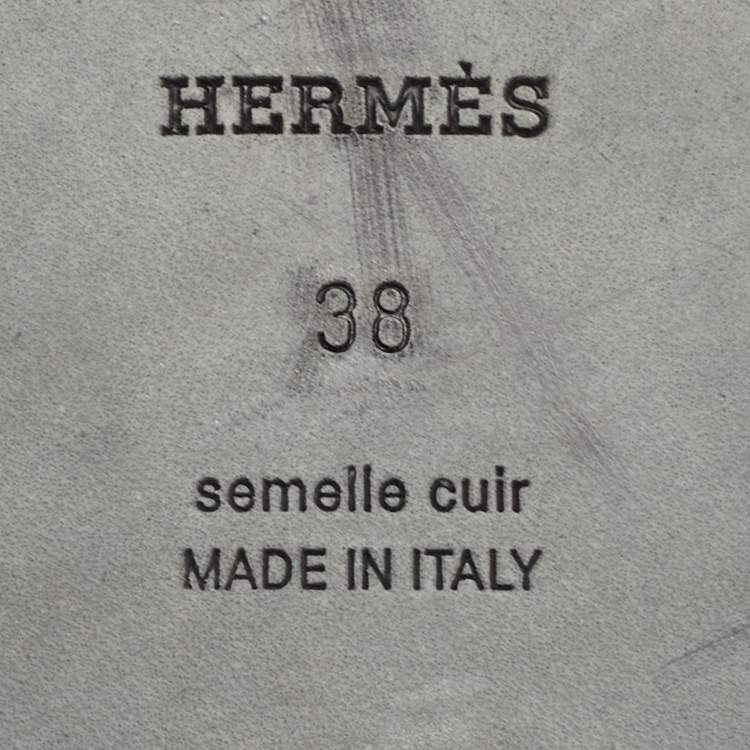 HERMÈS
38
semelle cuir
MADE IN ITALY